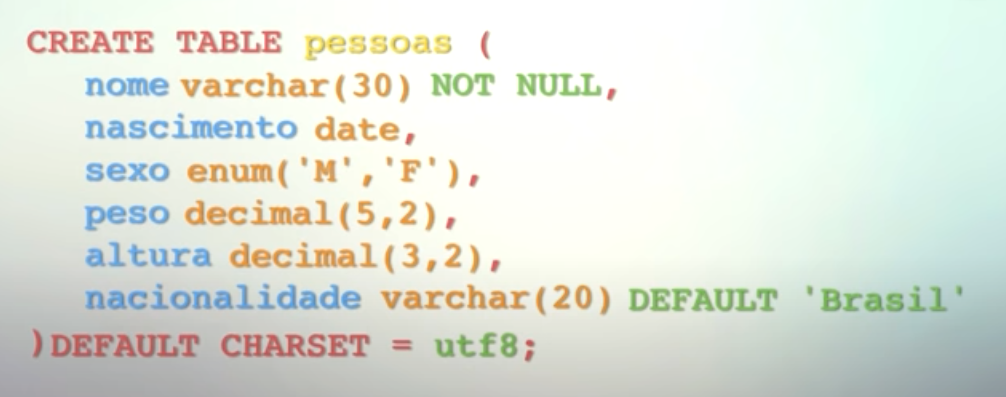 CREATE TABLE pessoas (
nome varchar(30) NOT NULL,
nascimento date,
sexo enum('M','F'),
peso decimal(5,2),
altura decimal(3,2),
nacionalidade varchar(20) DEFAULT 'Brasil'
)DEFAULT CHARSET = utf8;